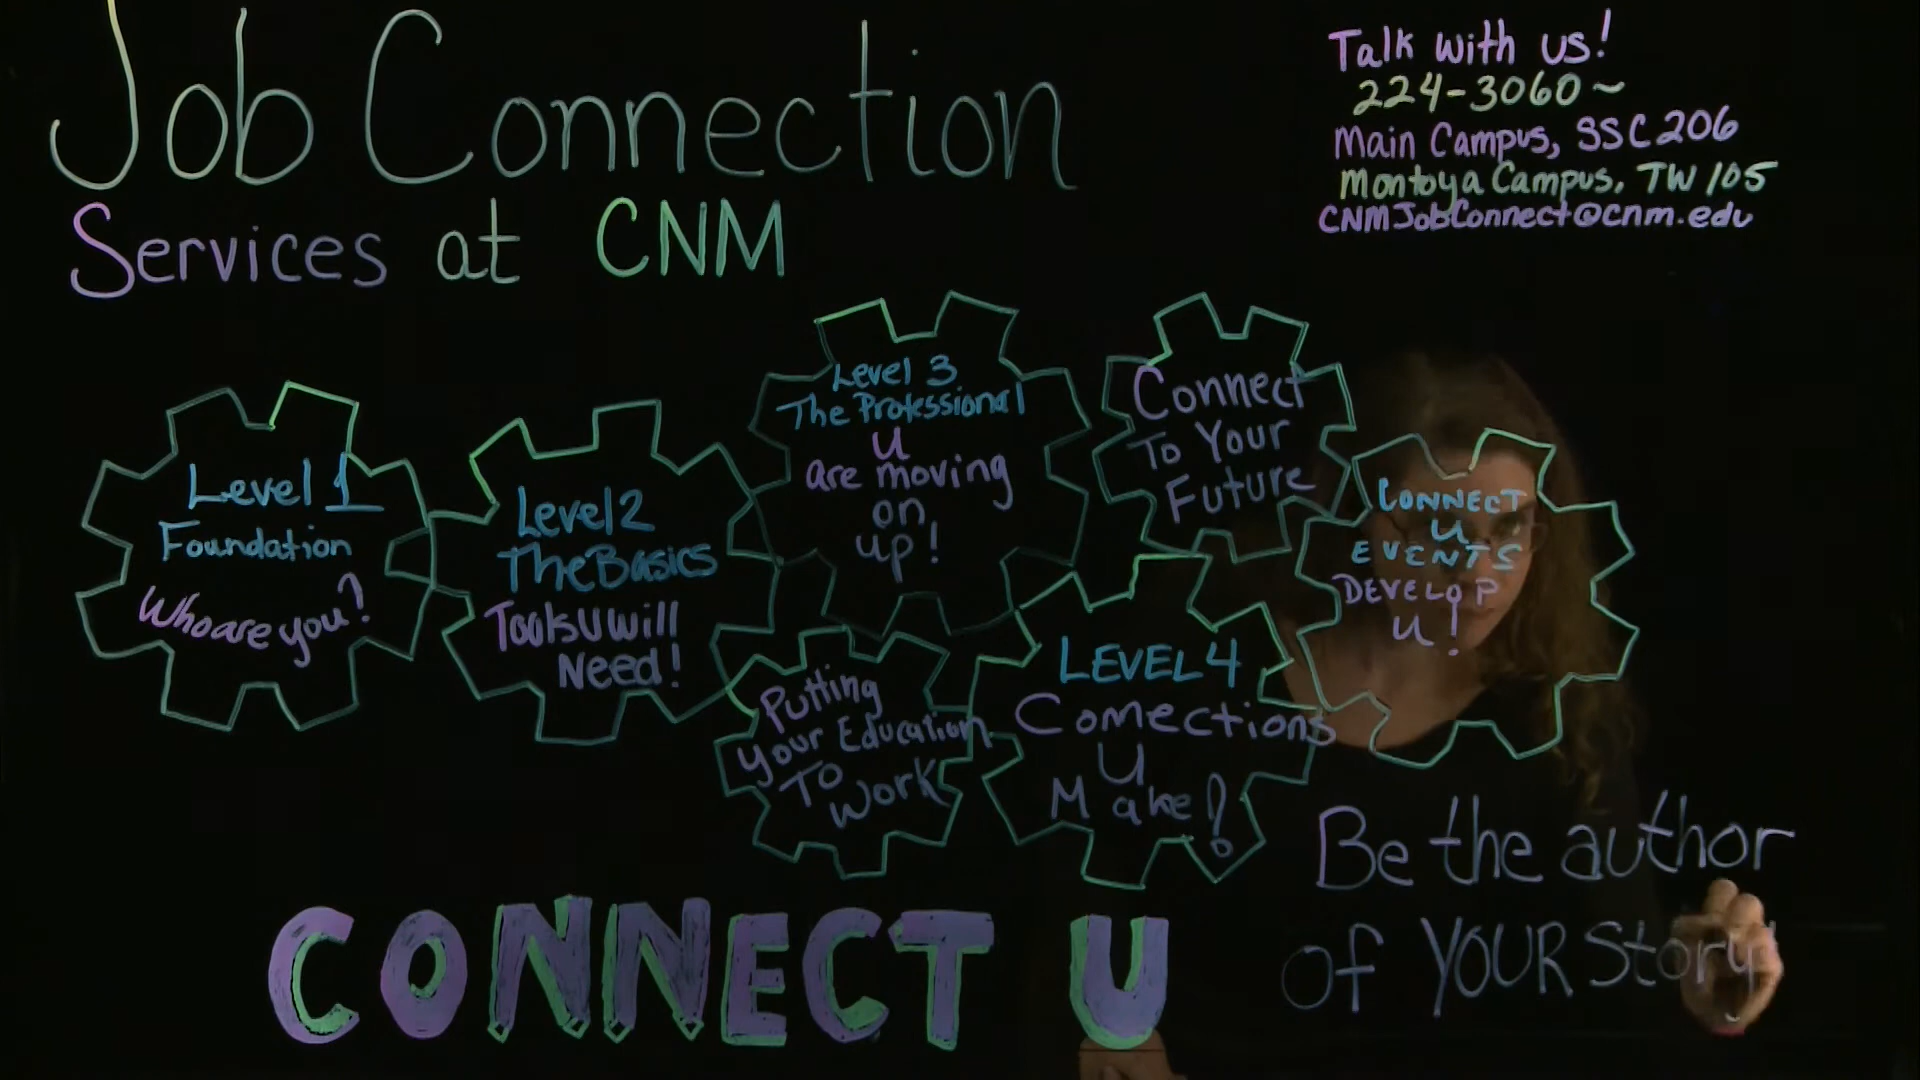 Job Connection
Services at CNM
Talk with us!
224-3060~
Main Campus, SSC 206
Montoya Campus, TW 105
CNMJobConnect@cnm.edu
Level 1
Foundation
Who are you?
Level 2
The Basics
Tools U will
Need!
Level 3
The Professional
U
are moving
on
up!
Putting
your Education
To
Work
Connect
To Your
Future
LEVEL 4
Connections
U
Make!
CONNECT
U
EVENTS
DEVELOP
U!
Be the author
of YOUR Story
CONNECT U